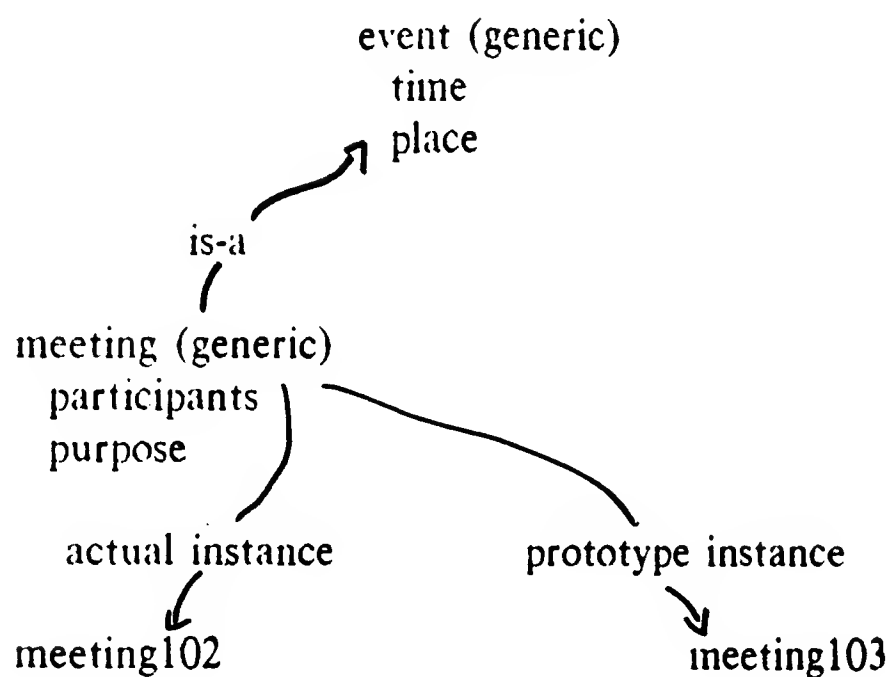 event (generic)
time
place
is-a
meeting (generic)
participants
purpose
actual instance
prototype instance
meeting102
meeting103